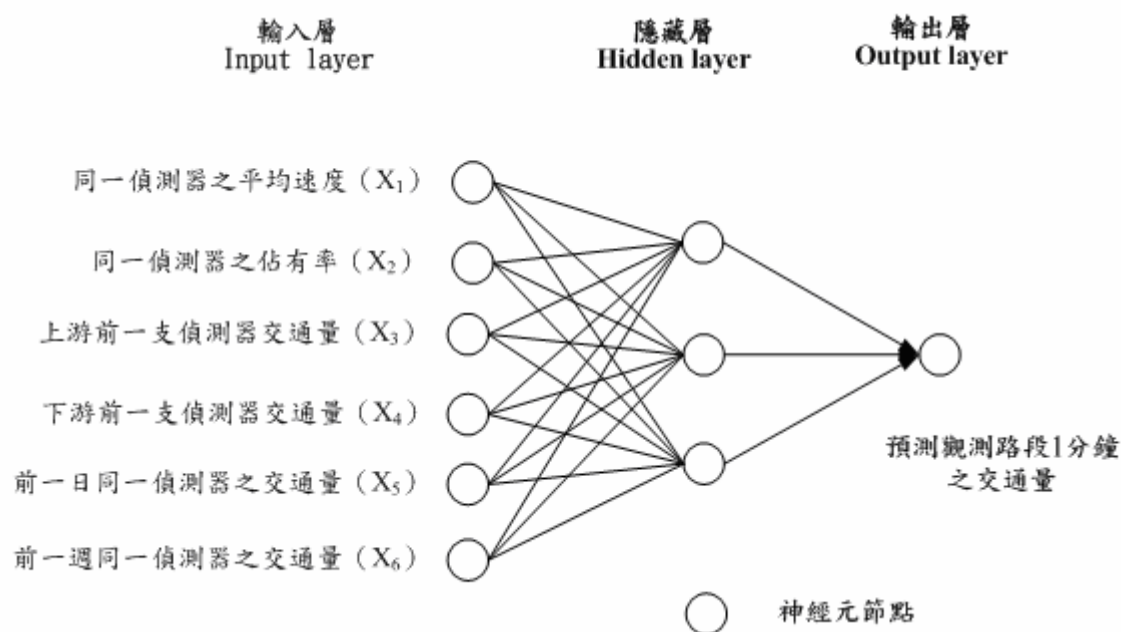 輸入層
Input layer
隱藏層
Hidden layer
輸出層
Output layer
同一偵測器之平均速度（X₁）
同一偵測器之佔有率（X₂）
上游前一支偵測器交通量（X₃）
下游前一支偵測器交通量（X₄）
前一日同一偵測器之交通量（X₅）
前一週同一偵測器之交通量（X₆）
預測觀測路段1分鐘
之交通量
神經元節點